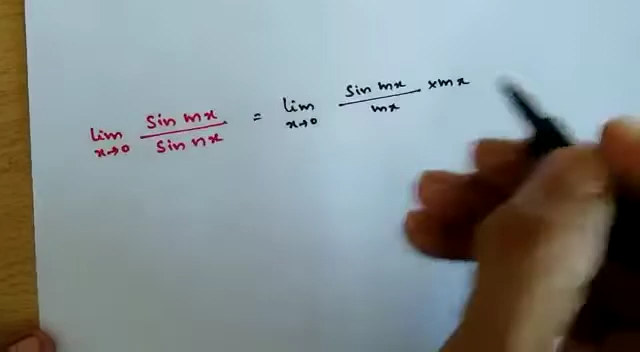 lim x→0 sin mx / sin nx = lim x→0 sin mx / mx × mx